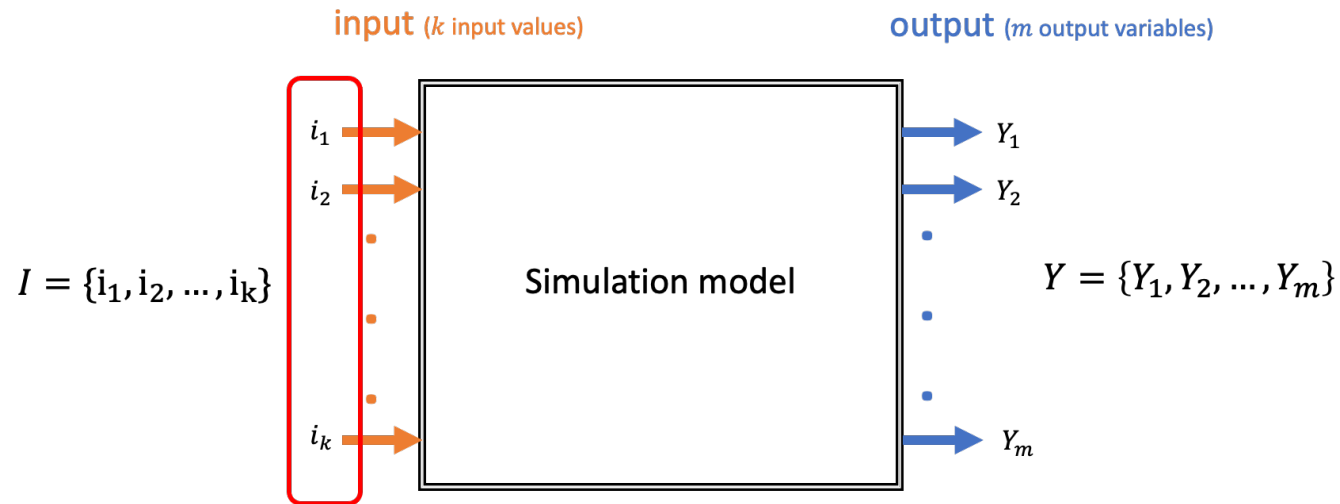 input (k input values)
output (m output variables)
i₁
Y₁
i₂
Y₂
I = {i₁, i₂, ..., iₖ}
Simulation model
Y = {Y₁, Y₂, ..., Yₘ}
iₖ
Yₘ